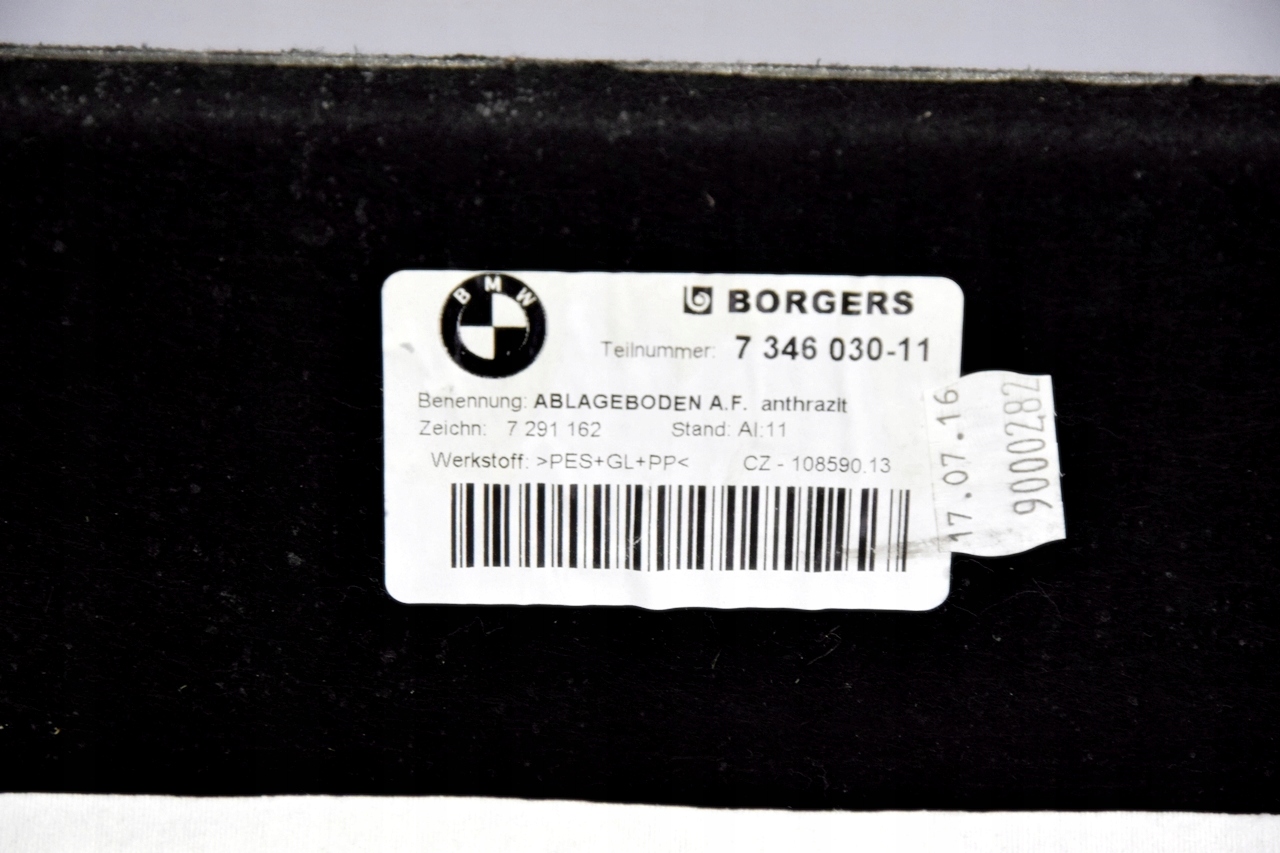 BMW
BORGERS
Teilnummer: 7 346 030-11
Benennung: ABLAGEBODEN A.F. anthrazit
Zeichn: 7 291 162 Stand: AI:11
Werkstoff: >PES+GL+PP< CZ - 108590.13
17.07.16
9000282